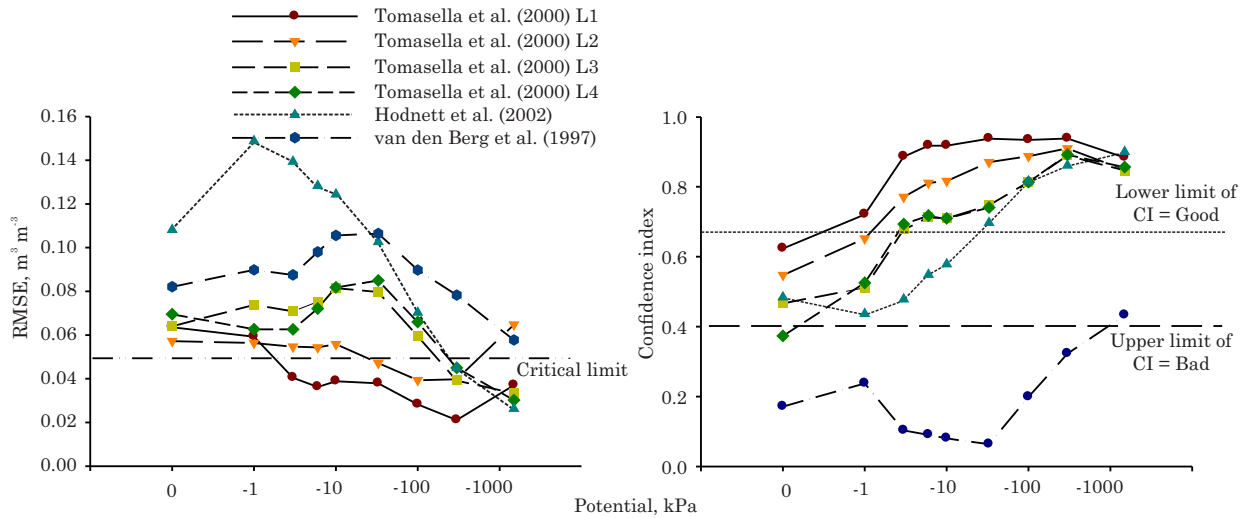 Tomasella et al. (2000) L1
Tomasella et al. (2000) L2
Tomasella et al. (2000) L3
Tomasella et al. (2000) L4
Hodnett et al. (2002)
van den Berg et al. (1997)
RMSE, m³ m⁻³
0.16
0.14
0.12
0.10
0.08
0.06
0.04
0.02
0.00
Critical limit
0
-1
-10
-100
-1000
Confidence index
1.0
0.8
0.6
0.4
0.2
0.0
Lower limit of
CI = Good
Upper limit of
CI = Bad
0
-1
-10
-100
-1000
Potential, kPa